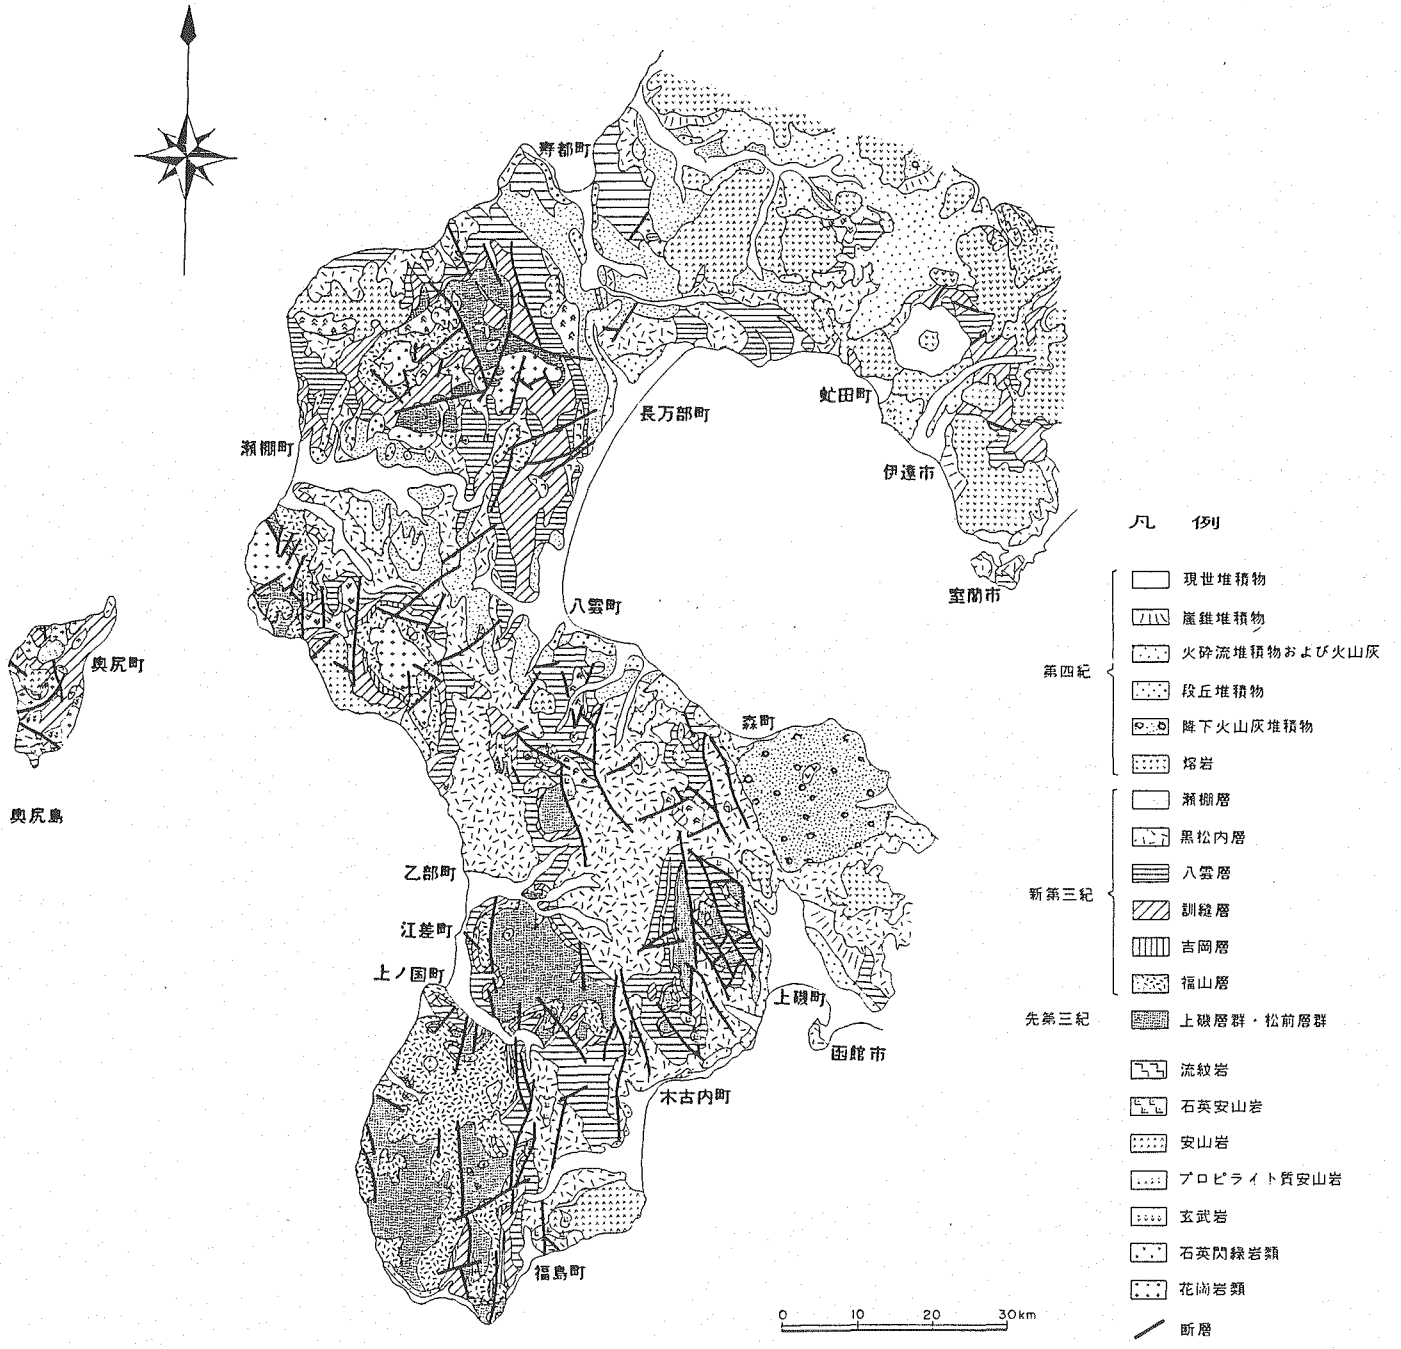 寿都町
長万部町
虻田町
瀬棚町
伊達市
室蘭市
八雲町
奥尻町
奥尻島
森町
乙部町
江差町
上ノ国町
上磯町
函館市
木古内町
福島町
凡 例
第四紀
現世堆積物
崖錐堆積物
火砕流堆積物および火山灰
段丘堆積物
降下火山灰堆積物
熔岩
新第三紀
瀬棚層
黒松内層
八雲層
訓縫層
吉岡層
福山層
先第三紀
上磯層群・松前層群
流紋岩
石英安山岩
安山岩
プロピライト質安山岩
玄武岩
石英閃緑岩類
花崗岩類
断層
0 10 20 30km